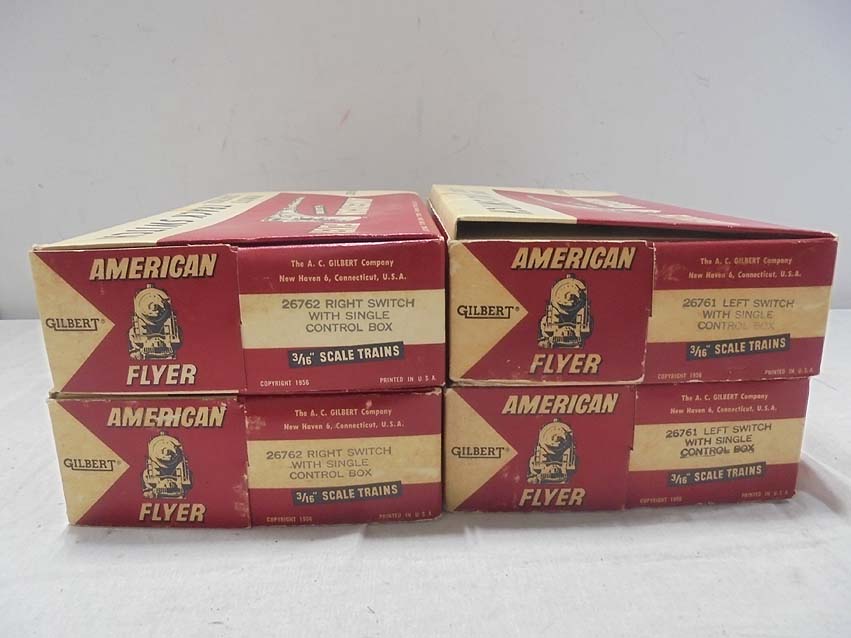 AMERICAN
GILBERT®
FLYER
The A. C. GILBERT Company
New Haven 6, Connecticut, U.S.A.
26762 RIGHT SWITCH
WITH SINGLE
CONTROL BOX
3/16" SCALE TRAINS
COPYRIGHT 1956
PRINTED IN U.S.A.
AMERICAN
GILBERT®
FLYER
The A. C. GILBERT Company
New Haven 6, Connecticut, U.S.A.
26761 LEFT SWITCH
WITH SINGLE
CONTROL BOX
3/16" SCALE TRAINS
COPYRIGHT 1956
PRINTED IN U.S.A.
AMERICAN
GILBERT®
FLYER
The A. C. GILBERT Company
New Haven 6, Connecticut, U.S.A.
26762 RIGHT SWITCH
WITH SINGLE
CONTROL BOX
3/16" SCALE TRAINS
COPYRIGHT 1956
PRINTED IN U.S.A.
AMERICAN
GILBERT®
FLYER
The A. C. GILBERT Company
New Haven 6, Connecticut, U.S.A.
26761 LEFT SWITCH
WITH SINGLE
CONTROL BOX
3/16" SCALE TRAINS
COPYRIGHT 1956
PRINTED IN U.S.A.